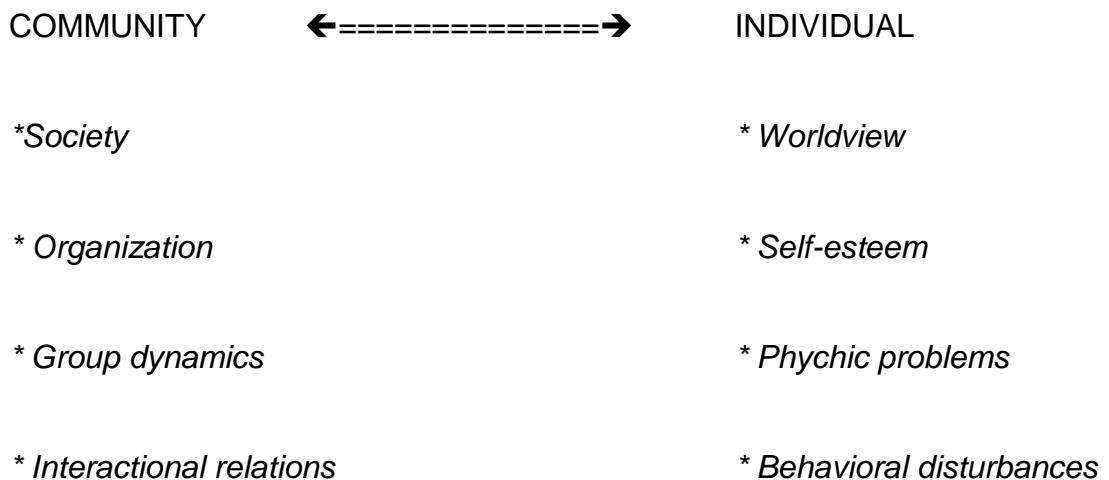 COMMUNITY 🡸==============🡺 INDIVIDUAL
*Society * Worldview
* Organization * Self-esteem
* Group dynamics * Phychic problems
* Interactional relations * Behavioral disturbances